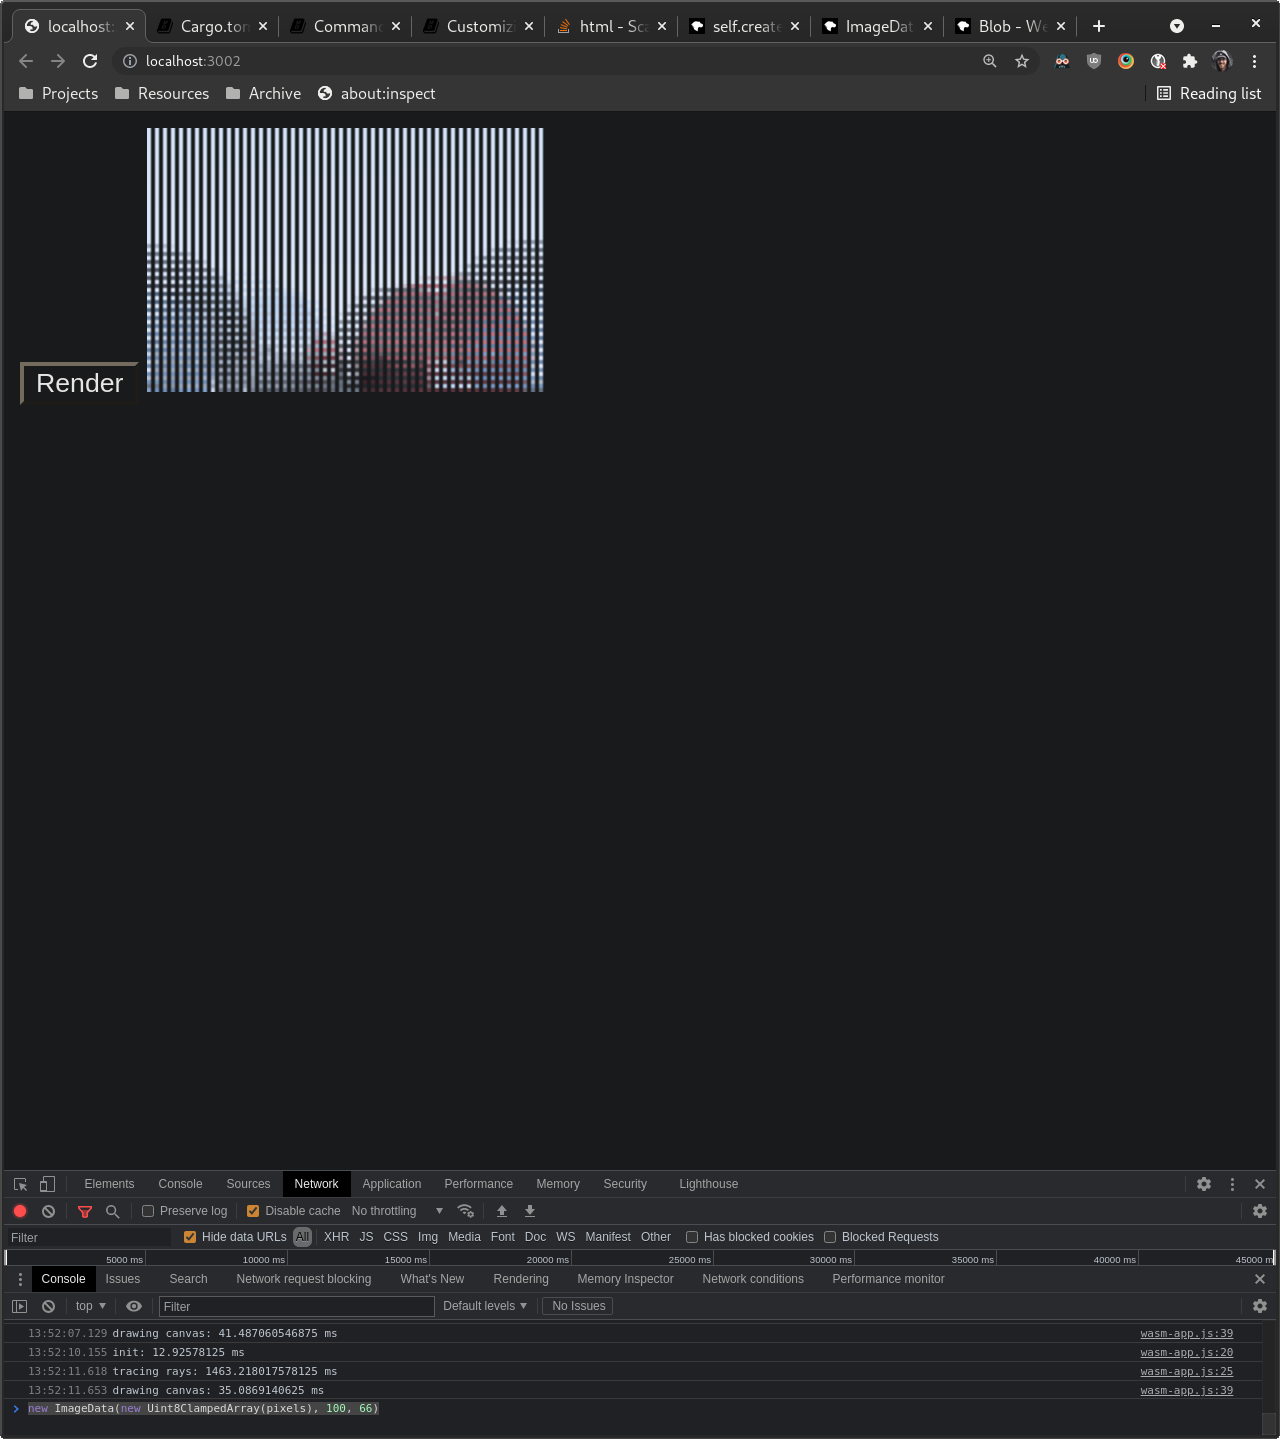 localhost: Cargo.tom Comman Customizi html - Sca self.create ImageDat Blob - We
localhost:3002
Projects Resources Archive about:inspect Reading list
Render
Elements Console Sources Network Application Performance Memory Security Lighthouse
Preserve log Disable cache No throttling
Filter Hide data URLs All XHR JS CSS Img Media Font Doc WS Manifest Other Has blocked cookies Blocked Requests
5000 ms 10000 ms 15000 ms 20000 ms 25000 ms 30000 ms 35000 ms 40000 ms 45000 m
Console Issues Search Network request blocking What's New Rendering Memory Inspector Network conditions Performance monitor
top Filter Default levels No Issues
13:52:07.129 drawing canvas: 41.487060546875 ms wasm-app.js:39
13:52:10.155 init: 12.92578125 ms wasm-app.js:20
13:52:11.618 tracing rays: 1463.218017578125 ms wasm-app.js:25
13:52:11.653 drawing canvas: 35.0869140625 ms wasm-app.js:39
new ImageData(new Uint8ClampedArray(pixels), 100, 66)